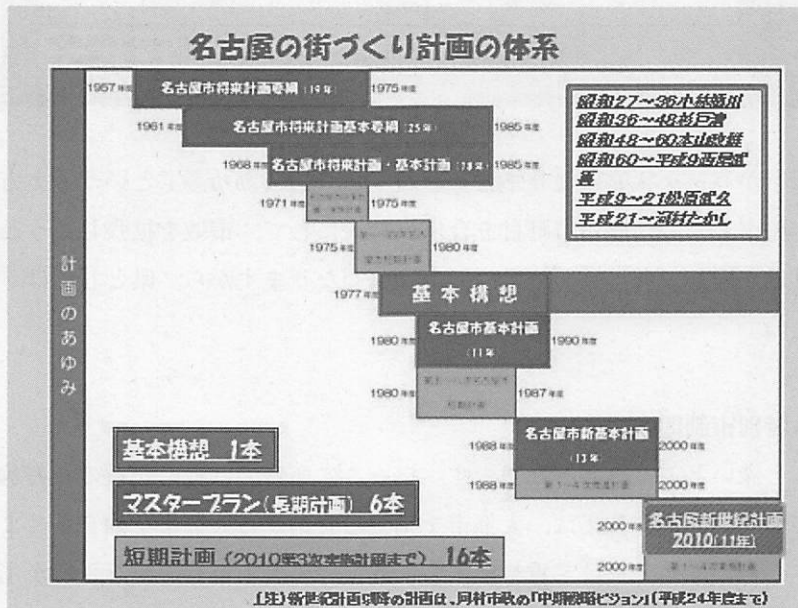 名古屋の街づくり計画の体系
計画のあゆみ
1957年度 名古屋市将来計画要綱(19年) 1975年度
1961年度 名古屋市将来計画基本要綱(25年) 1985年度
1968年度 名古屋市将来計画・基本計画(18年) 1985年度
1971年度 1975年度
1975年度 1980年度
1977年度 基本構想
1980年度 名古屋市基本計画 1990年度
(11年
1980年度 1987年度
1988年度 名古屋市新基本計画 2000年度
(13年
1988年度 2000年度
2000年度 名古屋新世紀計画
2010(11年)
2000年度
昭和27~36小林橘川
昭和36~48杉戸清
昭和48~60本山政雄
昭和60~平成9西尾武
喜
平成9~21松原武久
平成21~河村たかし
基本構想 1本
マスタープラン(長期計画) 6本
短期計画(2010第3次実施計画まで) 16本
(注)新世紀計画以降の計画は、河村市政の「中期戦略ビジョン」(平成24年度まで)